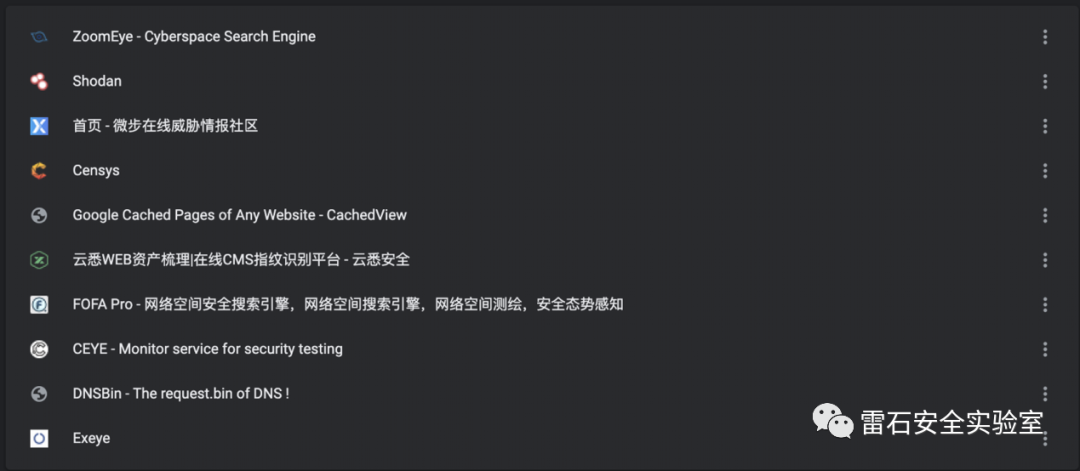 ZoomEye - Cyberspace Search Engine
Shodan
首页 - 微步在线威胁情报社区
Censys
Google Cached Pages of Any Website - CachedView
云悉WEB资产梳理|在线CMS指纹识别平台 - 云悉安全
FOFA Pro - 网络空间安全搜索引擎，网络空间搜索引擎，网络空间测绘，安全态势感知
CEYE - Monitor service for security testing
DNSBin - The request.bin of DNS !
Exeye
雷石安全实验室